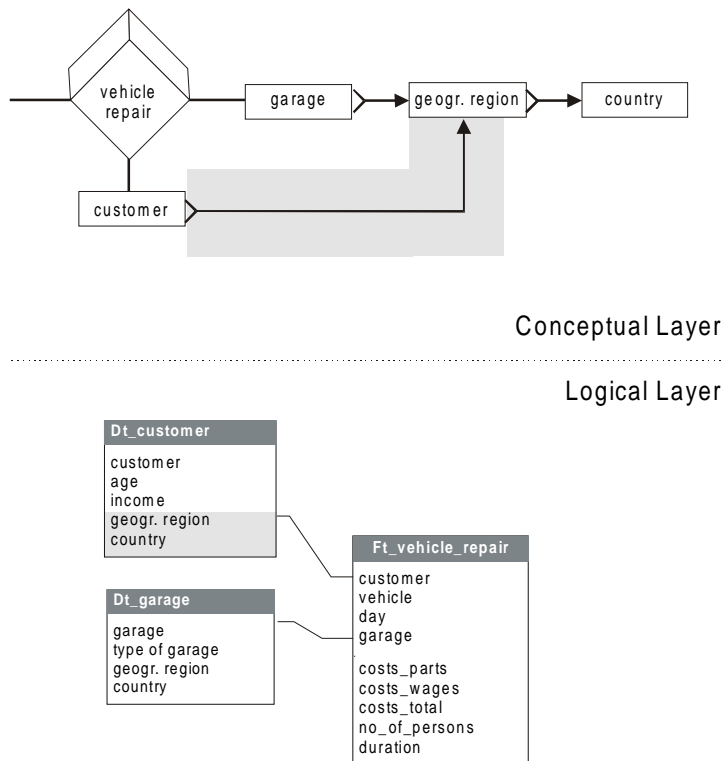 vehicle
repair
garage
geogr. region
country
customer
Conceptual Layer
Logical Layer
Dt_customer
customer
age
income
geogr. region
country
Dt_garage
garage
type of garage
geogr. region
country
Ft_vehicle_repair
customer
vehicle
day
garage
costs_parts
costs_wages
costs_total
no_of_persons
duration